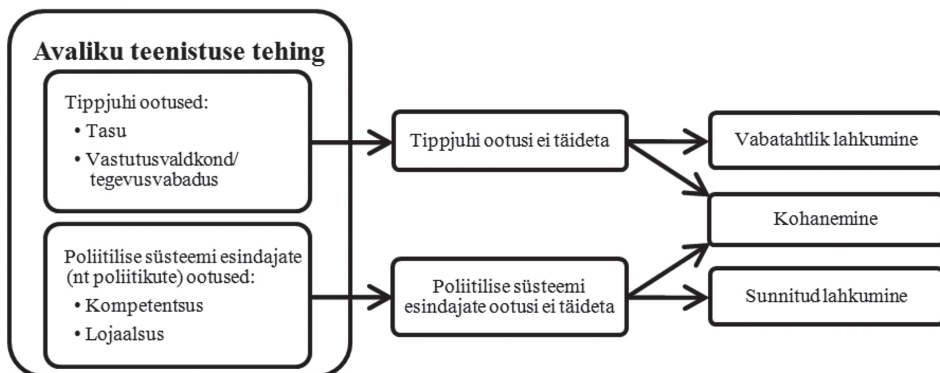 Avaliku teenistuse tehing
Tippjuhi ootused:
• Tasu
• Vastutusvaldkond/
tegevusvabadus
Poliitilise süsteemi esindajate
(nt poliitikute) ootused:
• Kompetentsus
• Lojaalsus
Tippjuhi ootusi ei täideta
Poliitilise süsteemi
esindajate ootusi ei täideta
Vabatahtlik lahkumine
Kohanemine
Sunnitud lahkumine